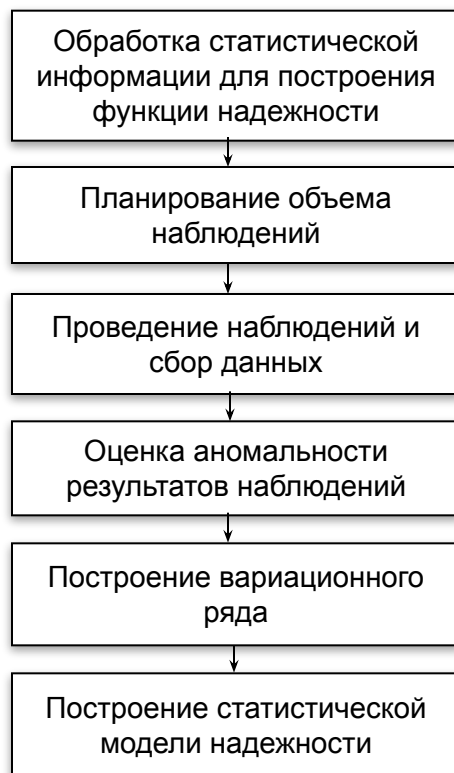 Обработка статистической
информации для построения
функции надежности
Планирование объема
наблюдений
Проведение наблюдений и
сбор данных
Оценка аномальности
результатов наблюдений
Построение вариационного
ряда
Построение статистической
модели надежности